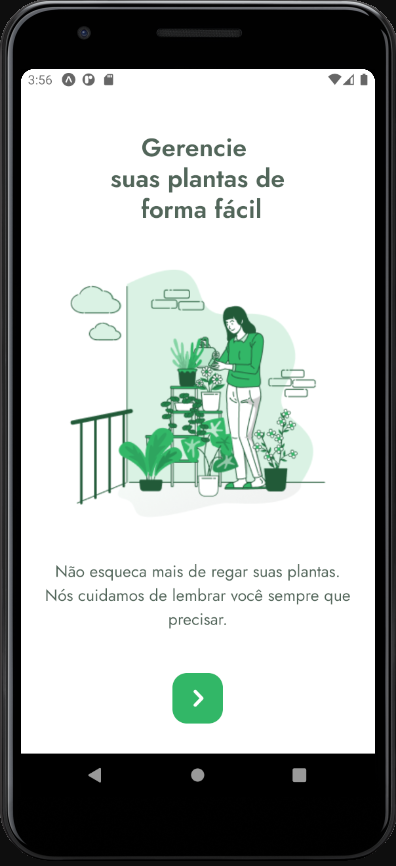 3:56
Gerencie
suas plantas de
forma fácil
Não esqueca mais de regar suas plantas.
Nós cuidamos de lembrar você sempre que
precisar.